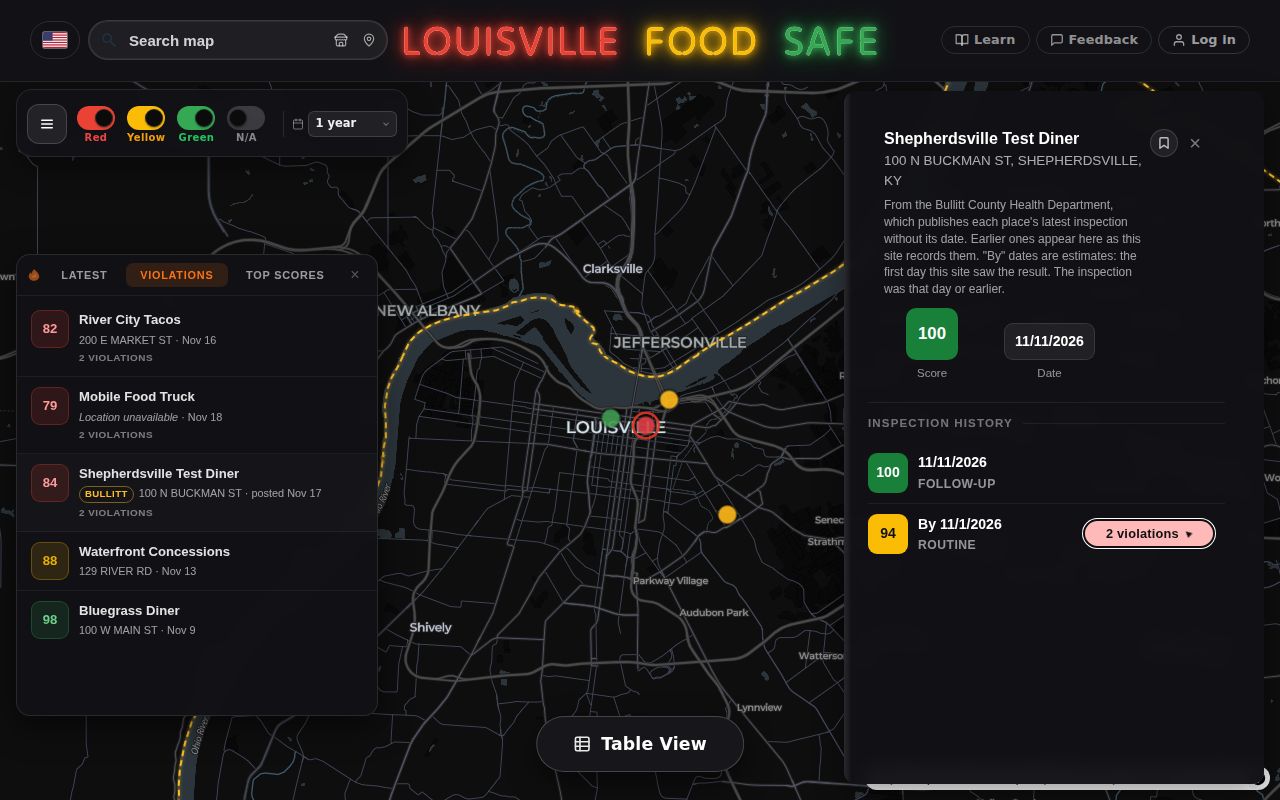 Search map
LOUISVILLE FOOD SAFE
Learn
Feedback
Log In
Red
Yellow
Green
N/A
1 year
LATEST
VIOLATIONS
TOP SCORES
82
River City Tacos
200 E MARKET ST · Nov 16
2 VIOLATIONS
79
Mobile Food Truck
Location unavailable · Nov 18
2 VIOLATIONS
84
Shepherdsville Test Diner
BULLITT 100 N BUCKMAN ST · posted Nov 17
2 VIOLATIONS
88
Waterfront Concessions
129 RIVER RD · Nov 13
98
Bluegrass Diner
100 W MAIN ST · Nov 9
Clarksville
NEW ALBANY
JEFFERSONVILLE
LOUISVILLE
Parkway Village
Audubon Park
Shively
Lynnview
Ohio River
Table View
Shepherdsville Test Diner
100 N BUCKMAN ST, SHEPHERDSVILLE,
KY
From the Bullitt County Health Department,
which publishes each place's latest inspection
without its date. Earlier ones appear here as this
site records them. "By" dates are estimates: the
first day this site saw the result. The inspection
was that day or earlier.
100
Score
11/11/2026
Date
INSPECTION HISTORY
100
11/11/2026
FOLLOW-UP
94
By 11/1/2026
ROUTINE
2 violations